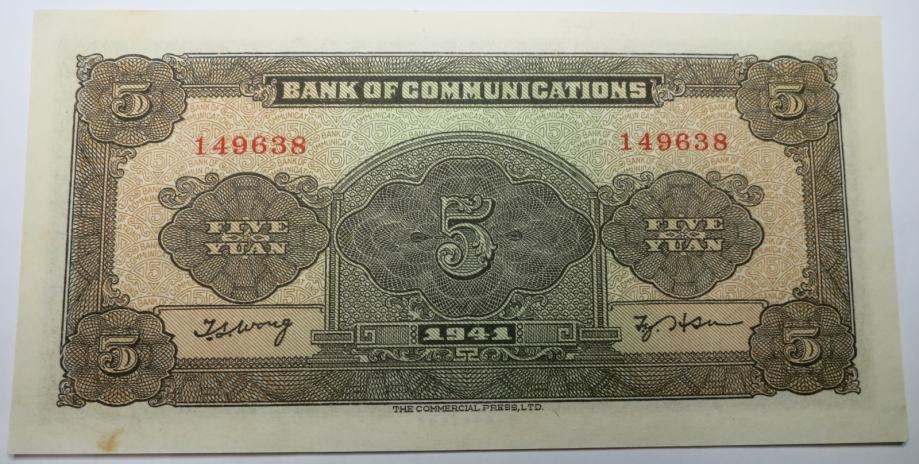 5 5
BANK OF COMMUNICATIONS
149638 149638
5
FIVE YUAN
FIVE YUAN
1941
T.S. Wong
5 5
THE COMMERCIAL PRESS, LTD.